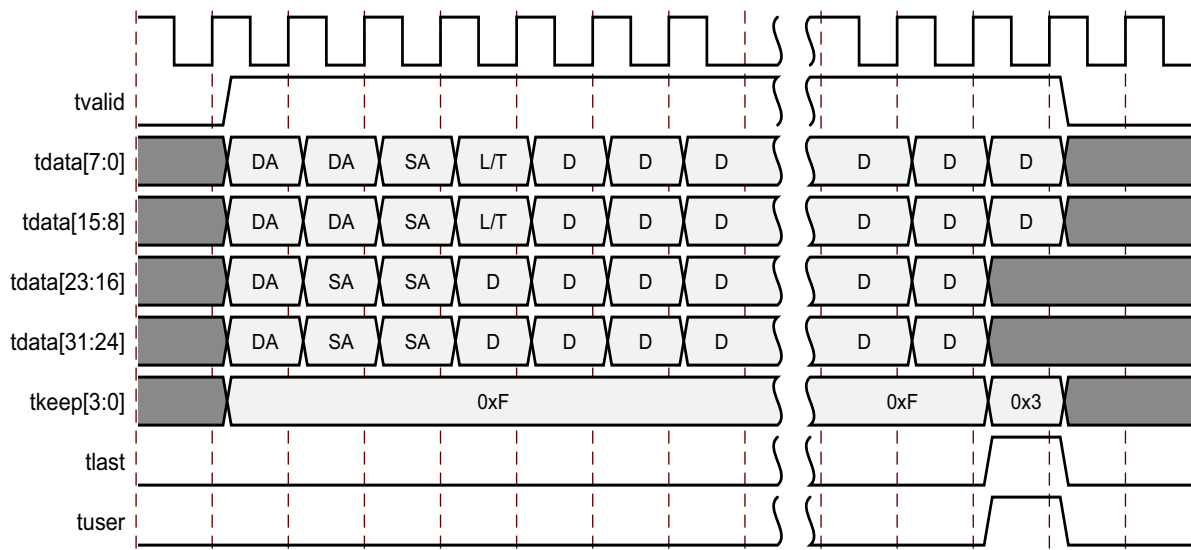 tvalid
tdata[7:0] DA DA SA L/T D D D D D D
tdata[15:8] DA DA SA L/T D D D D D D
tdata[23:16] DA SA SA D D D D D D
tdata[31:24] DA SA SA D D D D D D
tkeep[3:0] 0xF 0xF 0x3
tlast
tuser